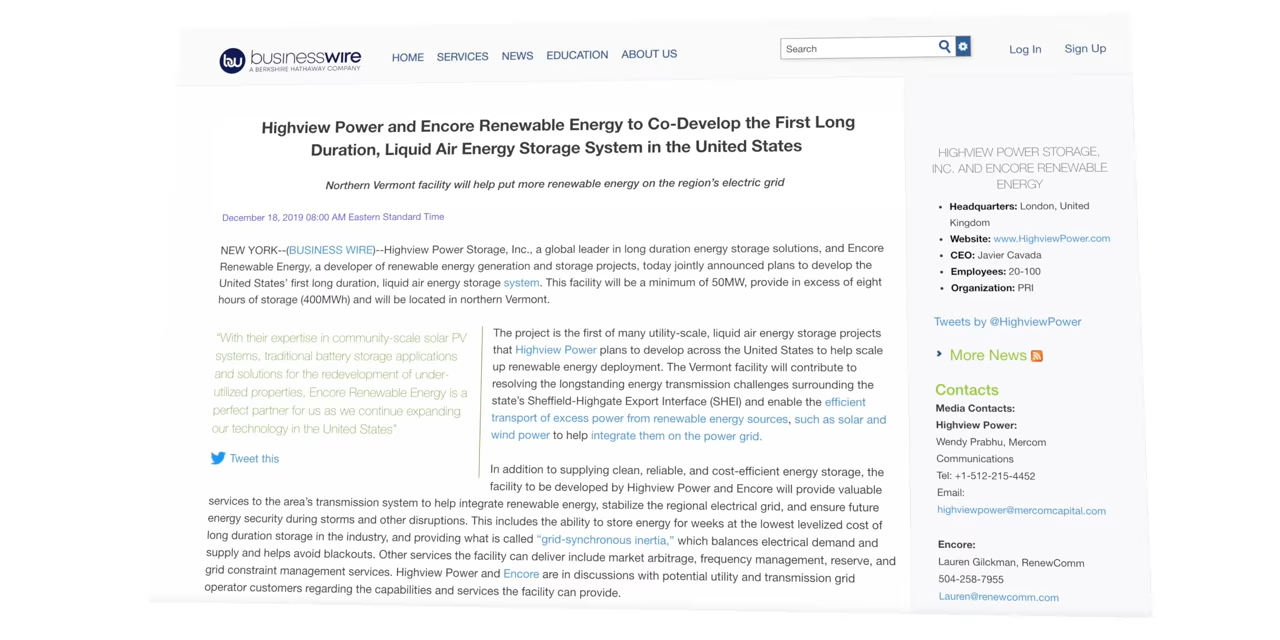 businesswire
A BERKSHIRE HATHAWAY COMPANY
HOME SERVICES NEWS EDUCATION ABOUT US
Search
Log In Sign Up
Highview Power and Encore Renewable Energy to Co-Develop the First Long
Duration, Liquid Air Energy Storage System in the United States
Northern Vermont facility will help put more renewable energy on the region's electric grid
December 18, 2019 08:00 AM Eastern Standard Time
NEW YORK--(BUSINESS WIRE)--Highview Power Storage, Inc., a global leader in long duration energy storage solutions, and Encore
Renewable Energy, a developer of renewable energy generation and storage projects, today jointly announced plans to develop the
United States' first long duration, liquid air energy storage system. This facility will be a minimum of 50MW, provide in excess of eight
hours of storage (400MWh) and will be located in northern Vermont.
"With their expertise in community-scale solar PV
systems, traditional battery storage applications
and solutions for the redevelopment of under-
utilized properties, Encore Renewable Energy is a
perfect partner for us as we continue expanding
our technology in the United States"
Tweet this
The project is the first of many utility-scale, liquid air energy storage projects
that Highview Power plans to develop across the United States to help scale
up renewable energy deployment. The Vermont facility will contribute to
resolving the longstanding energy transmission challenges surrounding the
state's Sheffield-Highgate Export Interface (SHEI) and enable the efficient
transport of excess power from renewable energy sources, such as solar and
wind power to help integrate them on the power grid.
In addition to supplying clean, reliable, and cost-efficient energy storage, the
facility to be developed by Highview Power and Encore will provide valuable
services to the area's transmission system to help integrate renewable energy, stabilize the regional electrical grid, and ensure future
energy security during storms and other disruptions. This includes the ability to store energy for weeks at the lowest levelized cost of
long duration storage in the industry, and providing what is called "grid-synchronous inertia," which balances electrical demand and
supply and helps avoid blackouts. Other services the facility can deliver include market arbitrage, frequency management, reserve, and
grid constraint management services. Highview Power and Encore are in discussions with potential utility and transmission grid
operator customers regarding the capabilities and services the facility can provide.
HIGHVIEW POWER STORAGE,
INC. AND ENCORE RENEWABLE
ENERGY
Headquarters: London, United
Kingdom
Website: www.HighviewPower.com
CEO: Javier Cavada
Employees: 20-100
Organization: PRI
Tweets by @HighviewPower
More News
Contacts
Media Contacts:
Highview Power:
Wendy Prabhu, Mercom
Communications
Tel: +1-512-215-4452
Email:
highviewpower@mercomcapital.com
Encore:
Lauren Gilckman, RenewComm
504-258-7955
Lauren@renewcomm.com